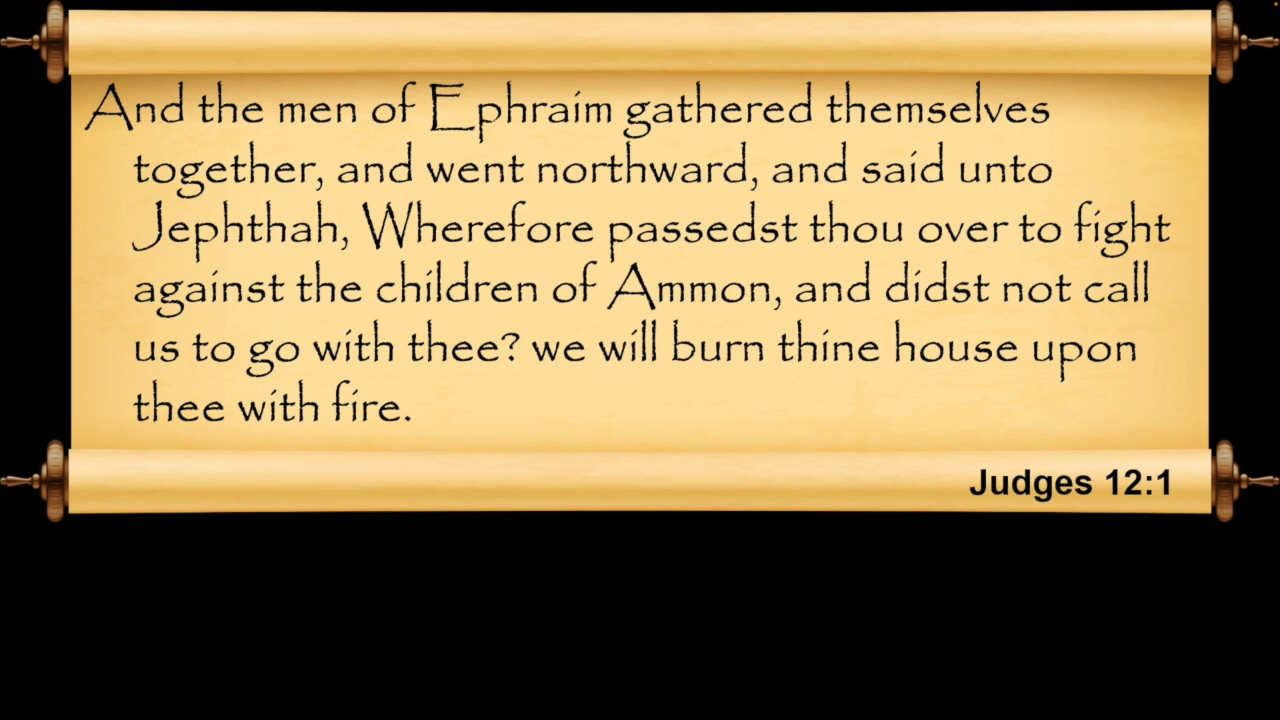 And the men of Ephraim gathered themselves
together, and went northward, and said unto
Jephthah, Wherefore passedst thou over to fight
against the children of Ammon, and didst not call
us to go with thee? we will burn thine house upon
thee with fire.
Judges 12:1